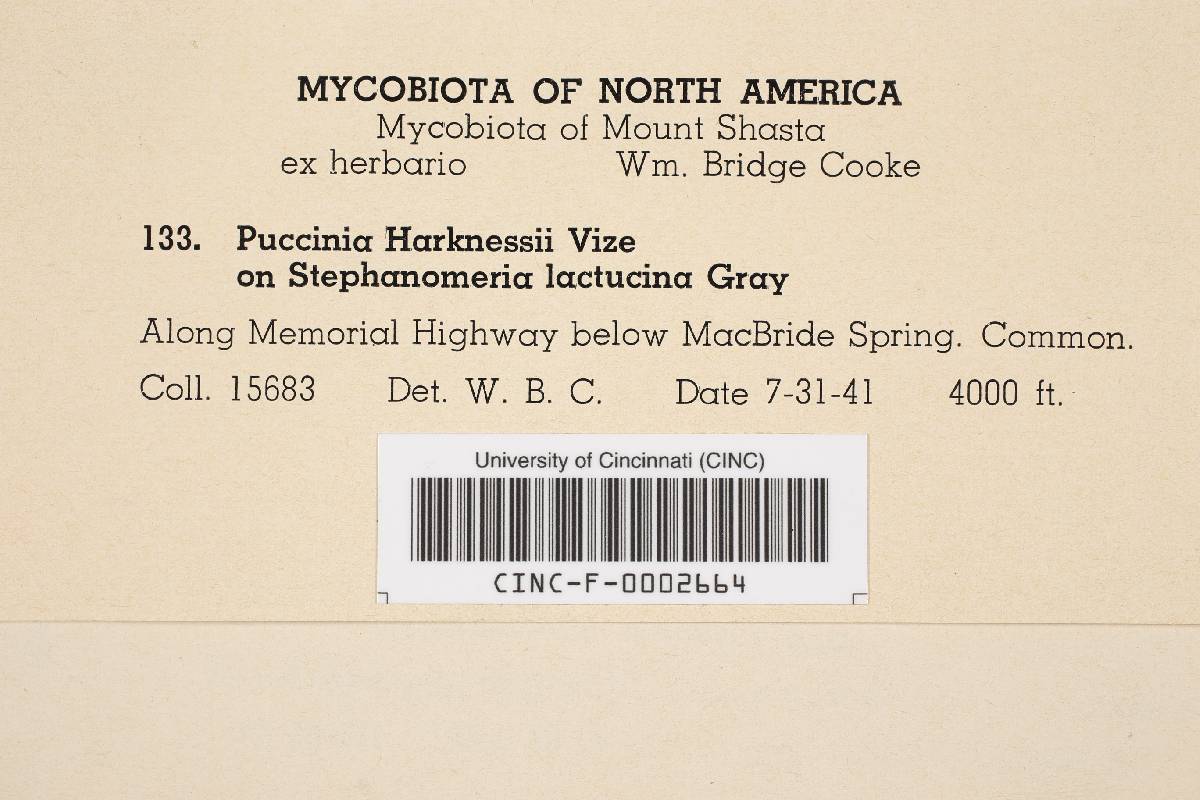 MYCOBIOTA OF NORTH AMERICA
Mycobiota of Mount Shasta
ex herbario Wm. Bridge Cooke
133. Puccinia Harknessii Vize
on Stephanomeria lactucina Gray
Along Memorial Highway below MacBride Spring. Common.
Coll. 15683 Det. W. B. C. Date 7-31-41 4000 ft.
University of Cincinnati (CINC)
CINC-F-0002664